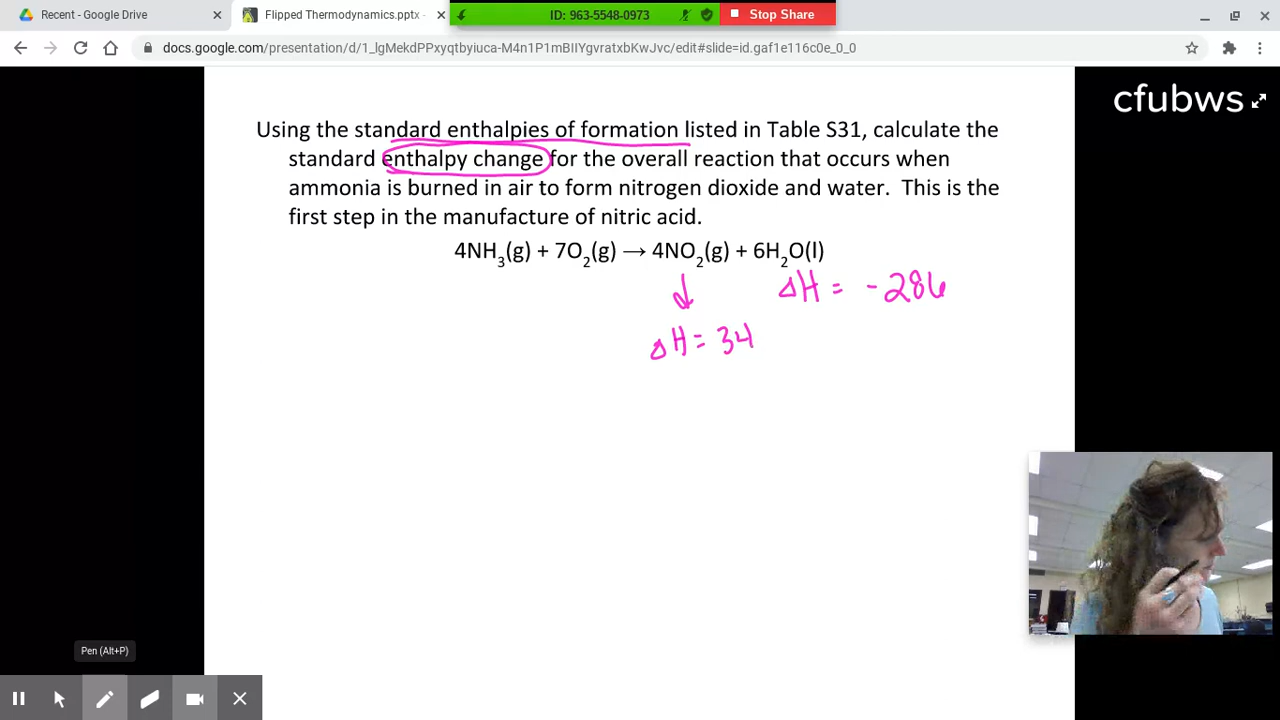 Recent - Google Drive
Flipped Thermodynamics.pptx -
ID: 963-5548-0973
Stop Share
docs.google.com/presentation/d/1_lgMekdPPxyqtbyiuca-M4n1P1mBIIYgvratxbKwJvc/edit#slide=id.gaf1e116c0e_0_0
cfubws
Using the standard enthalpies of formation listed in Table S31, calculate the
standard enthalpy change for the overall reaction that occurs when
ammonia is burned in air to form nitrogen dioxide and water. This is the
first step in the manufacture of nitric acid.
4NH₃(g) + 7O₂(g) → 4NO₂(g) + 6H₂O(l)
ΔH = -286
ΔH = 34
Pen (Alt+P)